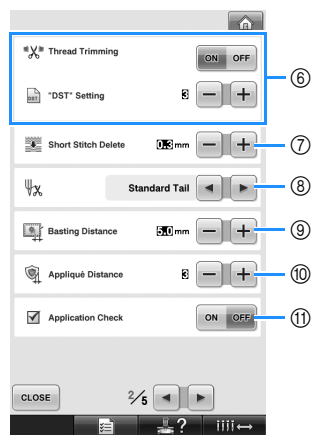 Thread Trimming
ON OFF
⑥
DST
"DST" Setting
3
− +
Short Stitch Delete
0.3 mm
− +
⑦
Standard Tail
⑧
Basting Distance
5.0 mm
− +
⑨
Appliqué Distance
3
− +
⑩
Application Check
ON OFF
⑪
CLOSE
2/5
?